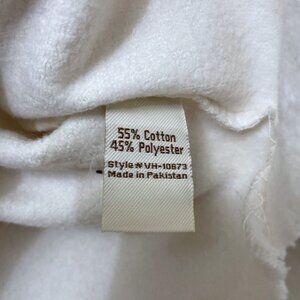 55% Cotton
45% Polyester
Style # VH-10673
Made in Pakistan